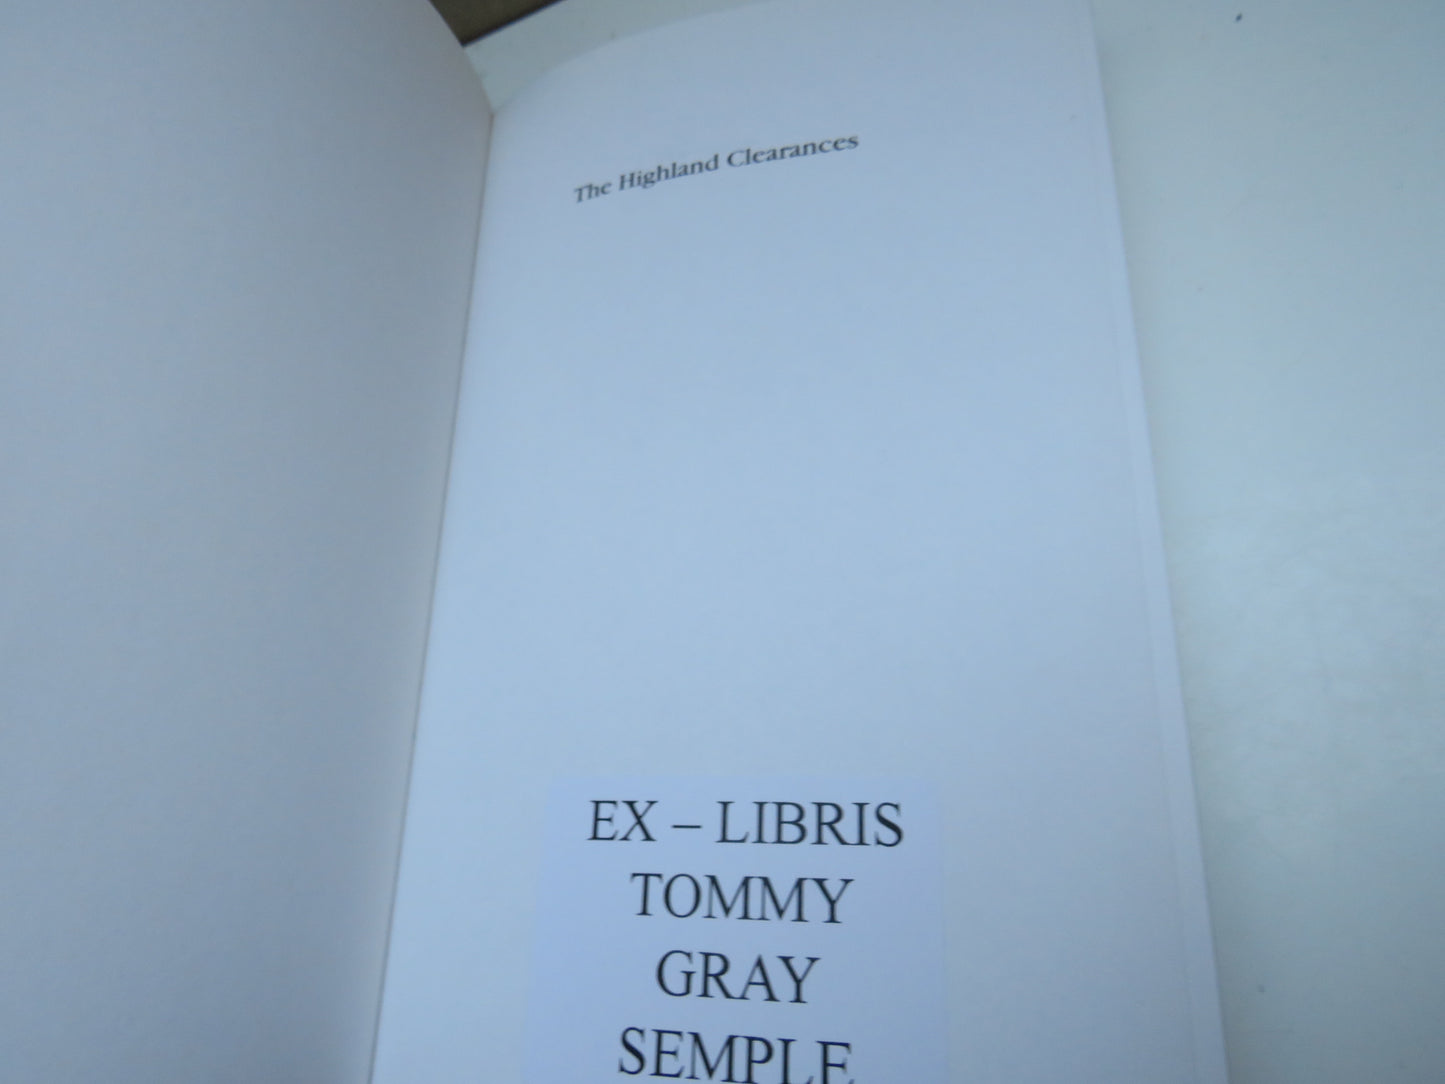 The Highland Clearances
EX – LIBRIS
TOMMY
GRAY
SEMPLE